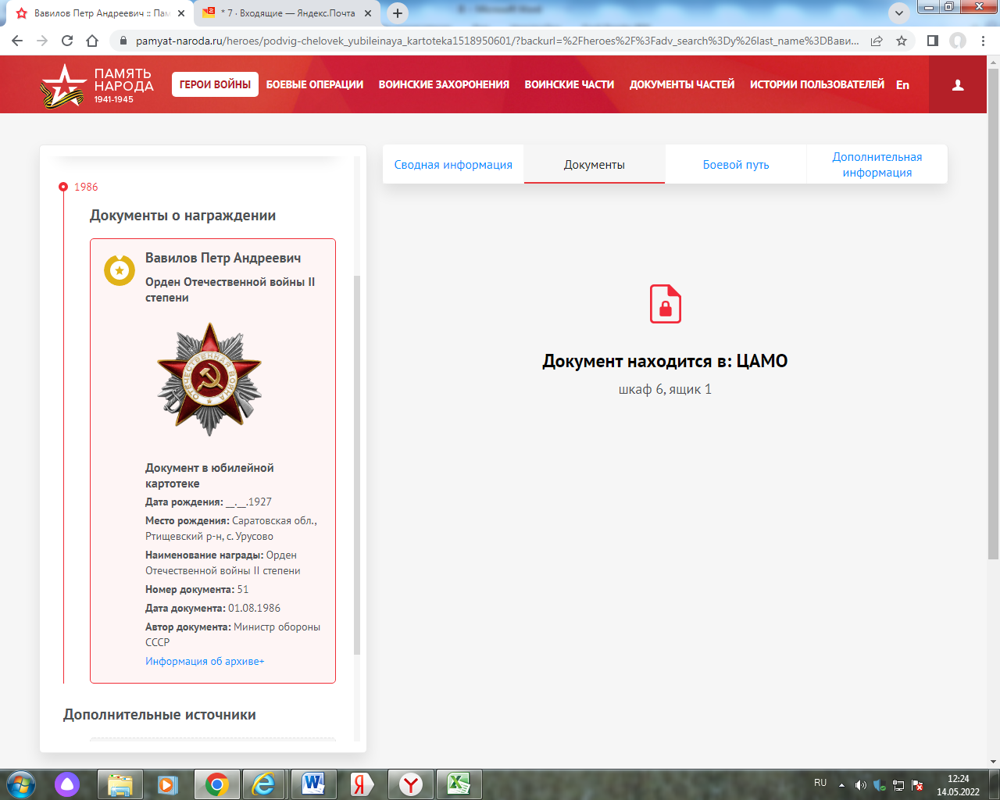 Вавилов Петр Андреевич :: Пам
* 7 · Входящие — Яндекс.Почта
pamyat-naroda.ru/heroes/podvig-chelovek_yubileinaya_kartoteka1518950601/?backurl=%2Fheroes%2F%3Fadv_search%3Dy%26last_name%3DВави...
ПАМЯТЬ
НАРОДА
1941-1945
ГЕРОИ ВОЙНЫ
БОЕВЫЕ ОПЕРАЦИИ
ВОИНСКИЕ ЗАХОРОНЕНИЯ
ВОИНСКИЕ ЧАСТИ
ДОКУМЕНТЫ ЧАСТЕЙ
ИСТОРИИ ПОЛЬЗОВАТЕЛЕЙ
En
1986
Документы о награждении
Вавилов Петр Андреевич
Орден Отечественной войны II
степени
ОТЕЧЕСТВЕННАЯ ВОЙНА
Документ в юбилейной
картотеке
Дата рождения: __.__.1927
Место рождения: Саратовская обл.,
Ртищевский р-н, с. Урусово
Наименование награды: Орден
Отечественной войны II степени
Номер документа: 51
Дата документа: 01.08.1986
Автор документа: Министр обороны
СССР
Информация об архиве+
Дополнительные источники
Сводная информация
Документы
Боевой путь
Дополнительная
информация
Документ находится в: ЦАМО
шкаф 6, ящик 1
RU
12:24
14.05.2022